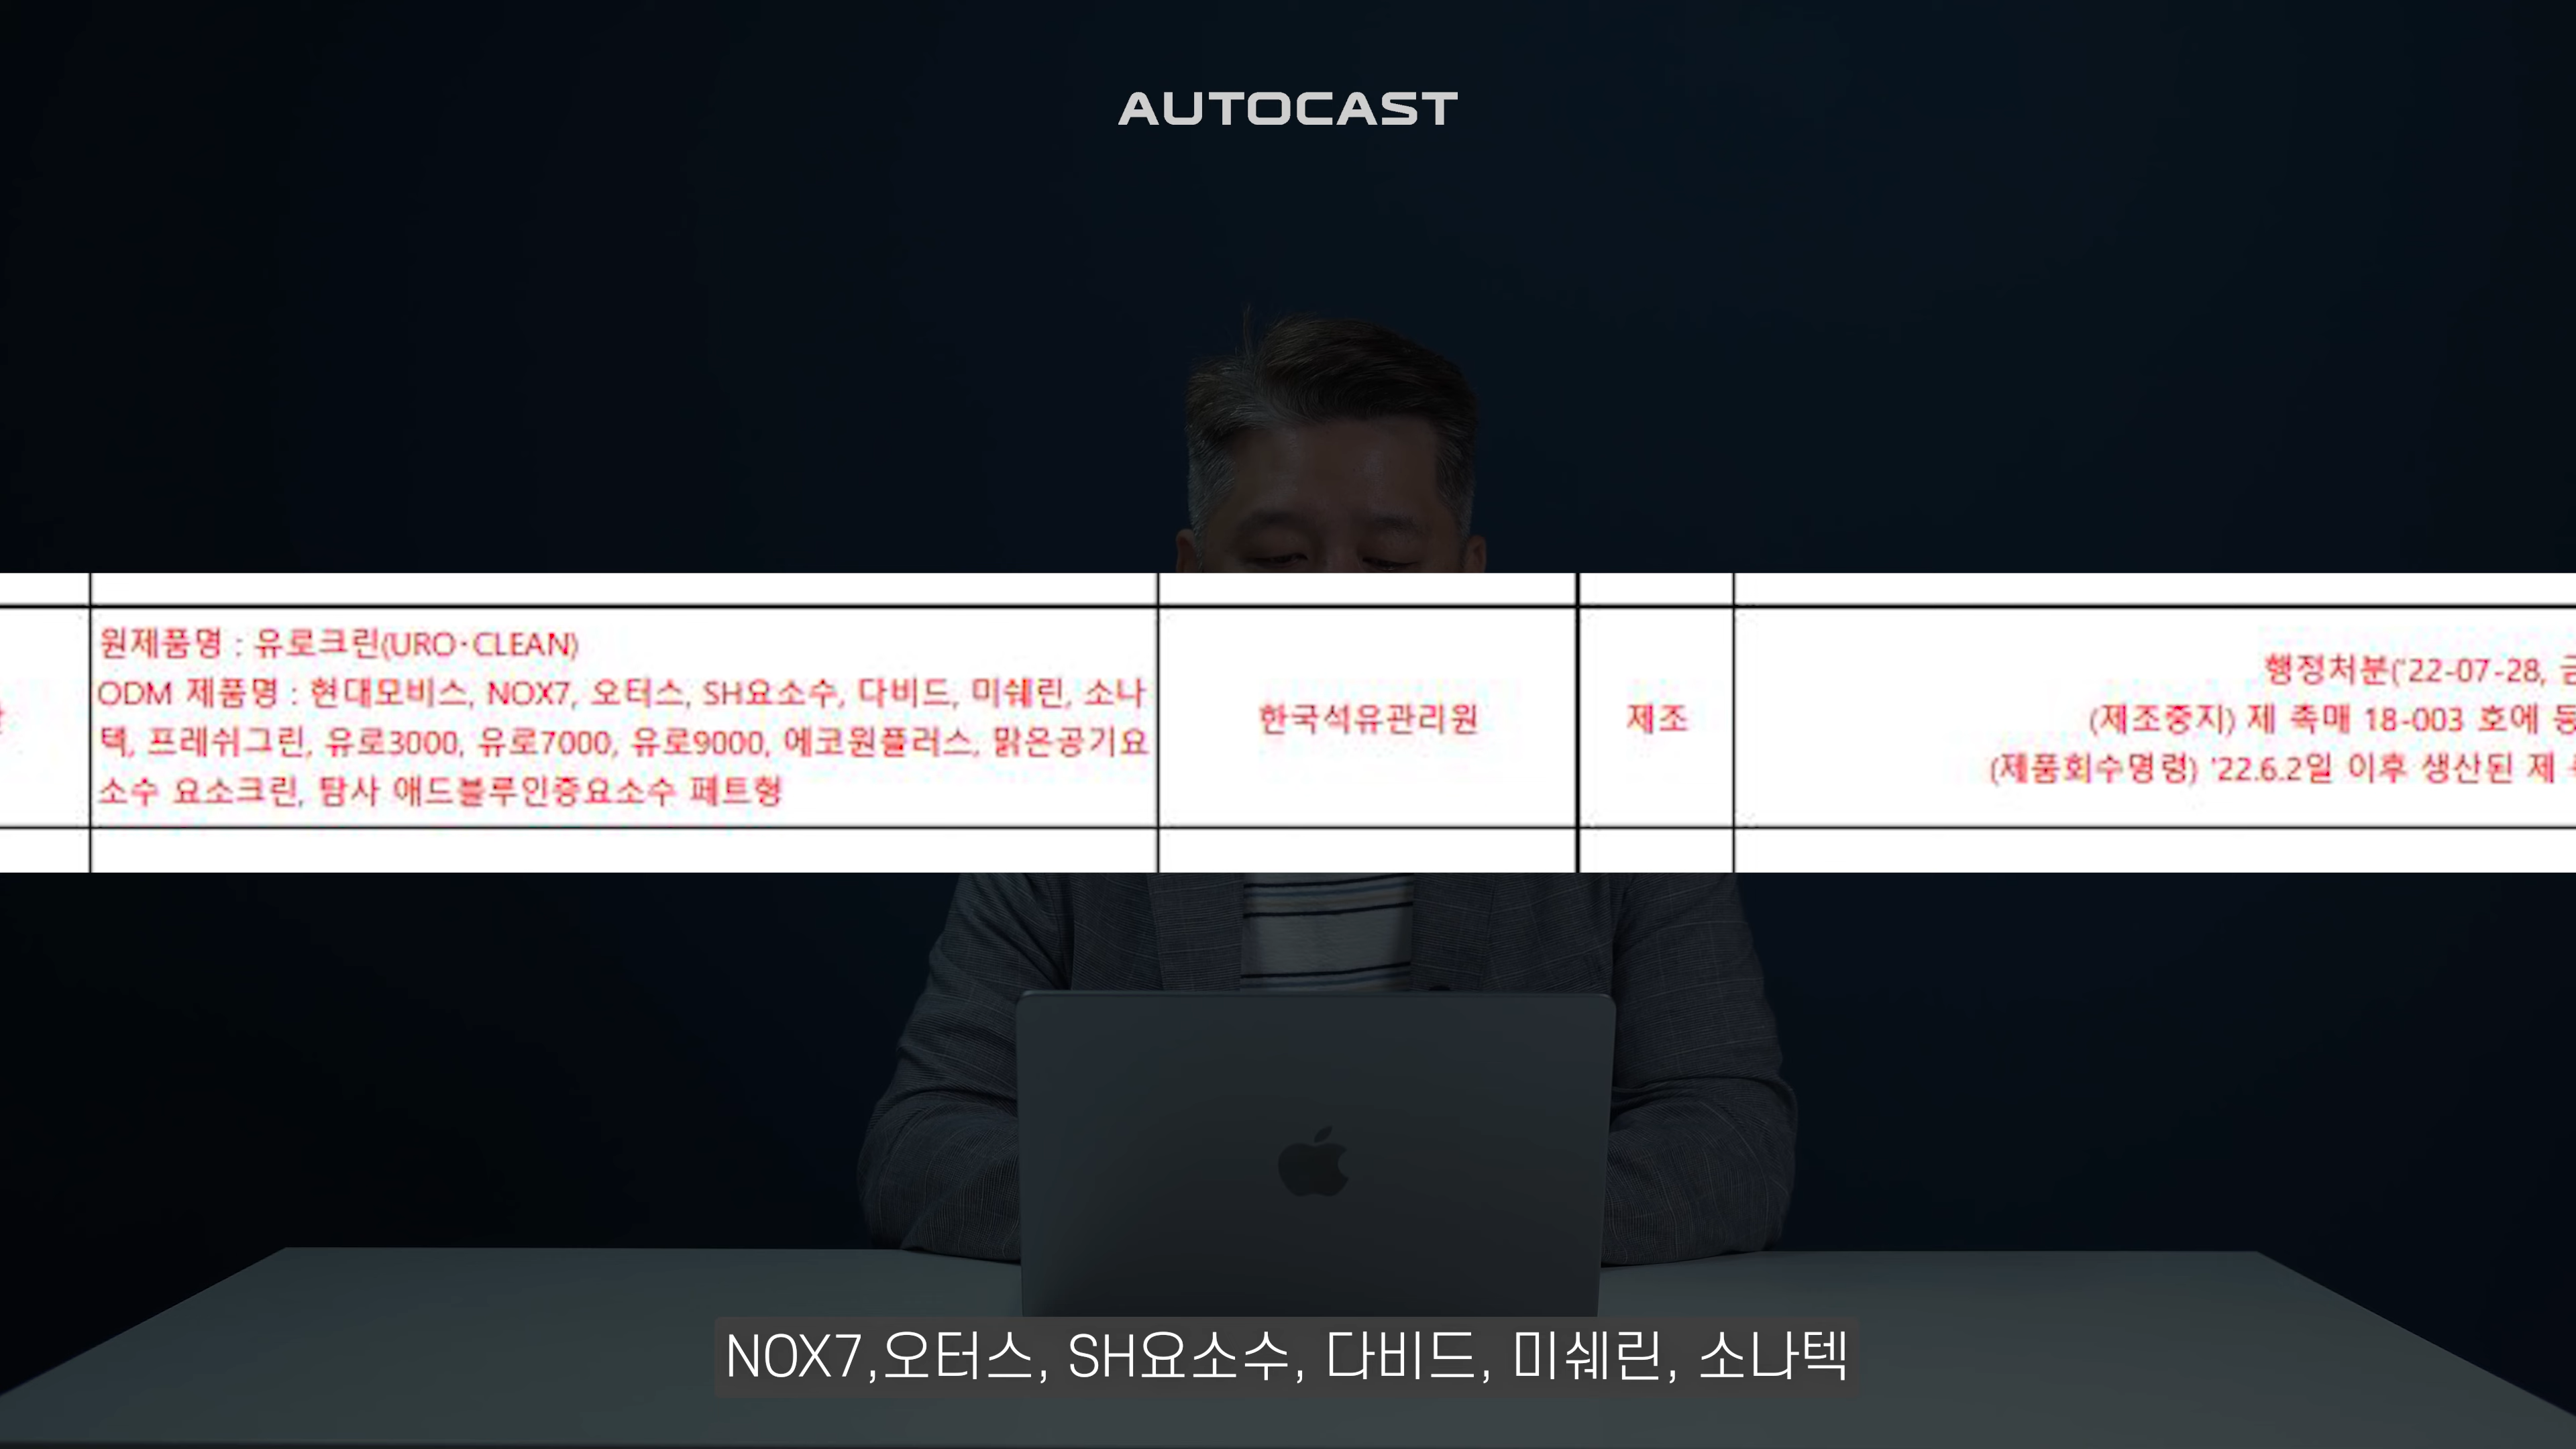 AUTOCAST
원제품명 : 유로크린(URO·CLEAN)
ODM 제품명 : 현대모비스, NOX7, 오터스, SH요소수, 다비드, 미쉐린, 소나
텍, 프레쉬그린, 유로3000, 유로7000, 유로9000, 에코원플러스, 맑은공기요
소수 요소크린, 탐사 애드블루인증요소수 페트형
한국석유관리원
제조
행정처분('22-07-28,
(제조중지) 제 촉매 18-003 호에
(제품회수명령) '22.6.2일 이후 생산된 제
NOX7,오터스, SH요소수, 다비드, 미쉐린, 소나텍